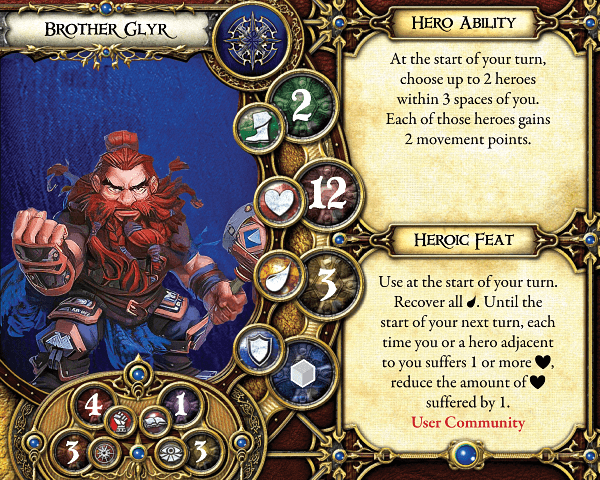 BROTHER GLYR
2
12
3
4
1
3
3
HERO ABILITY
At the start of your turn,
choose up to 2 heroes
within 3 spaces of you.
Each of those heroes gains
2 movement points.
HEROIC FEAT
Use at the start of your turn.
Recover all . Until the
start of your next turn, each
time you or a hero adjacent
to you suffers 1 or more ♥,
reduce the amount of ♥
suffered by 1.
User Community